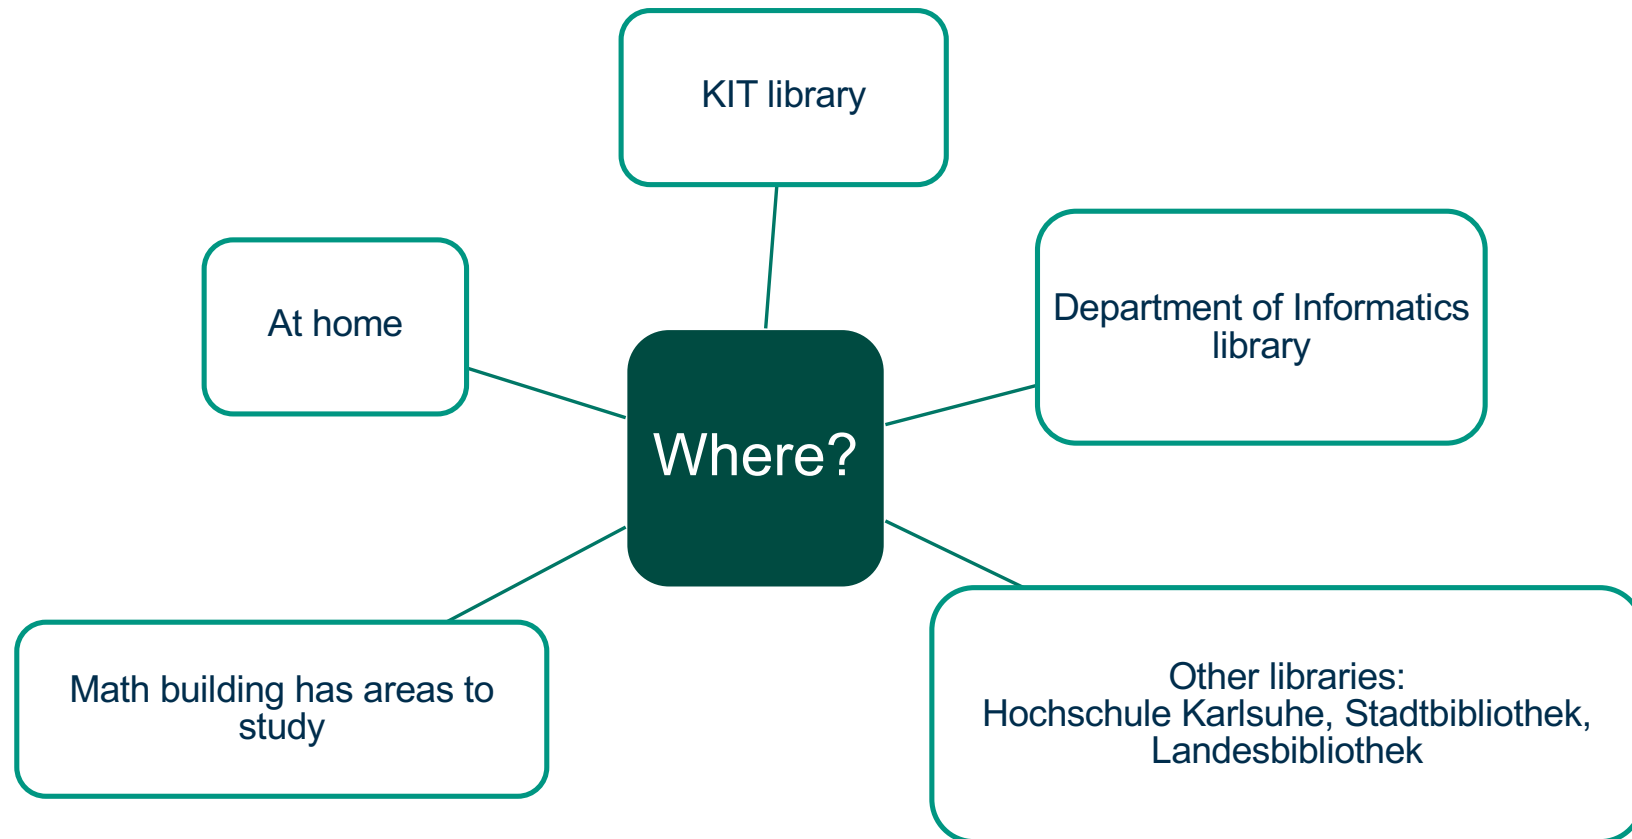 KIT library
Department of Informatics
library
At home
Where?
Math building has areas to
study
Other libraries:
Hochschule Karlsuhe, Stadtbibliothek,
Landesbibliothek